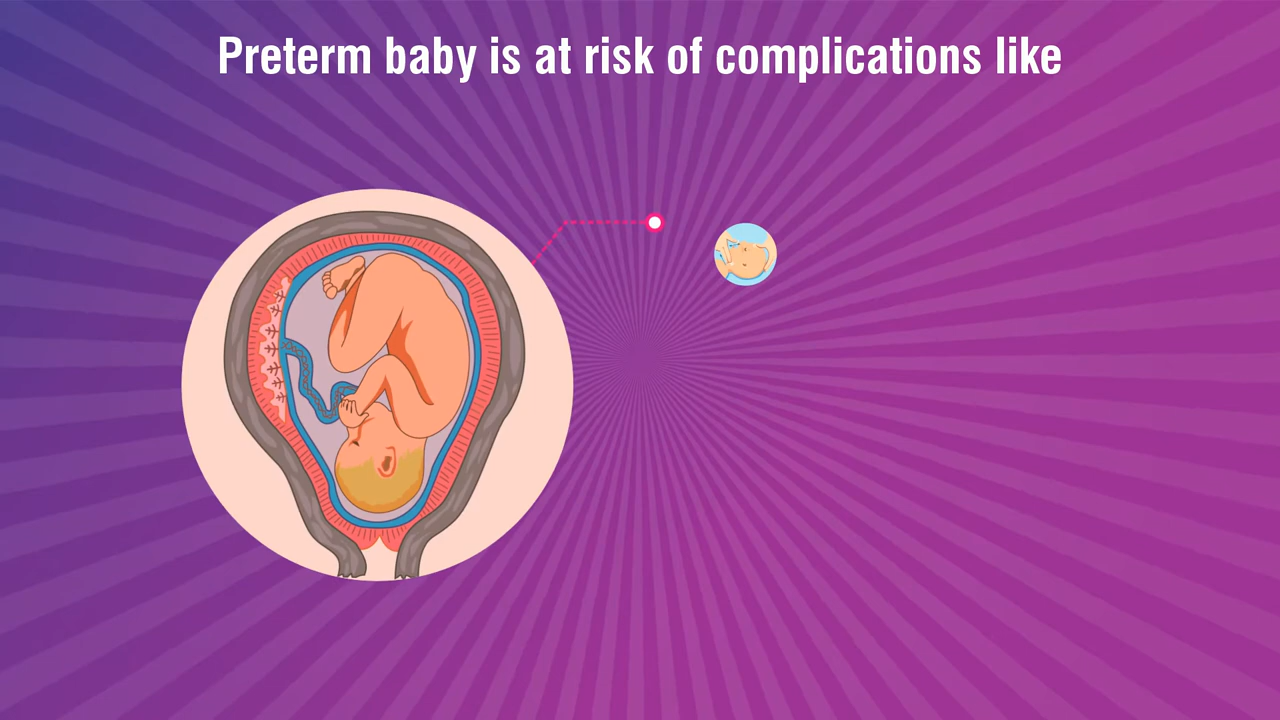 Preterm baby is at risk of complications like